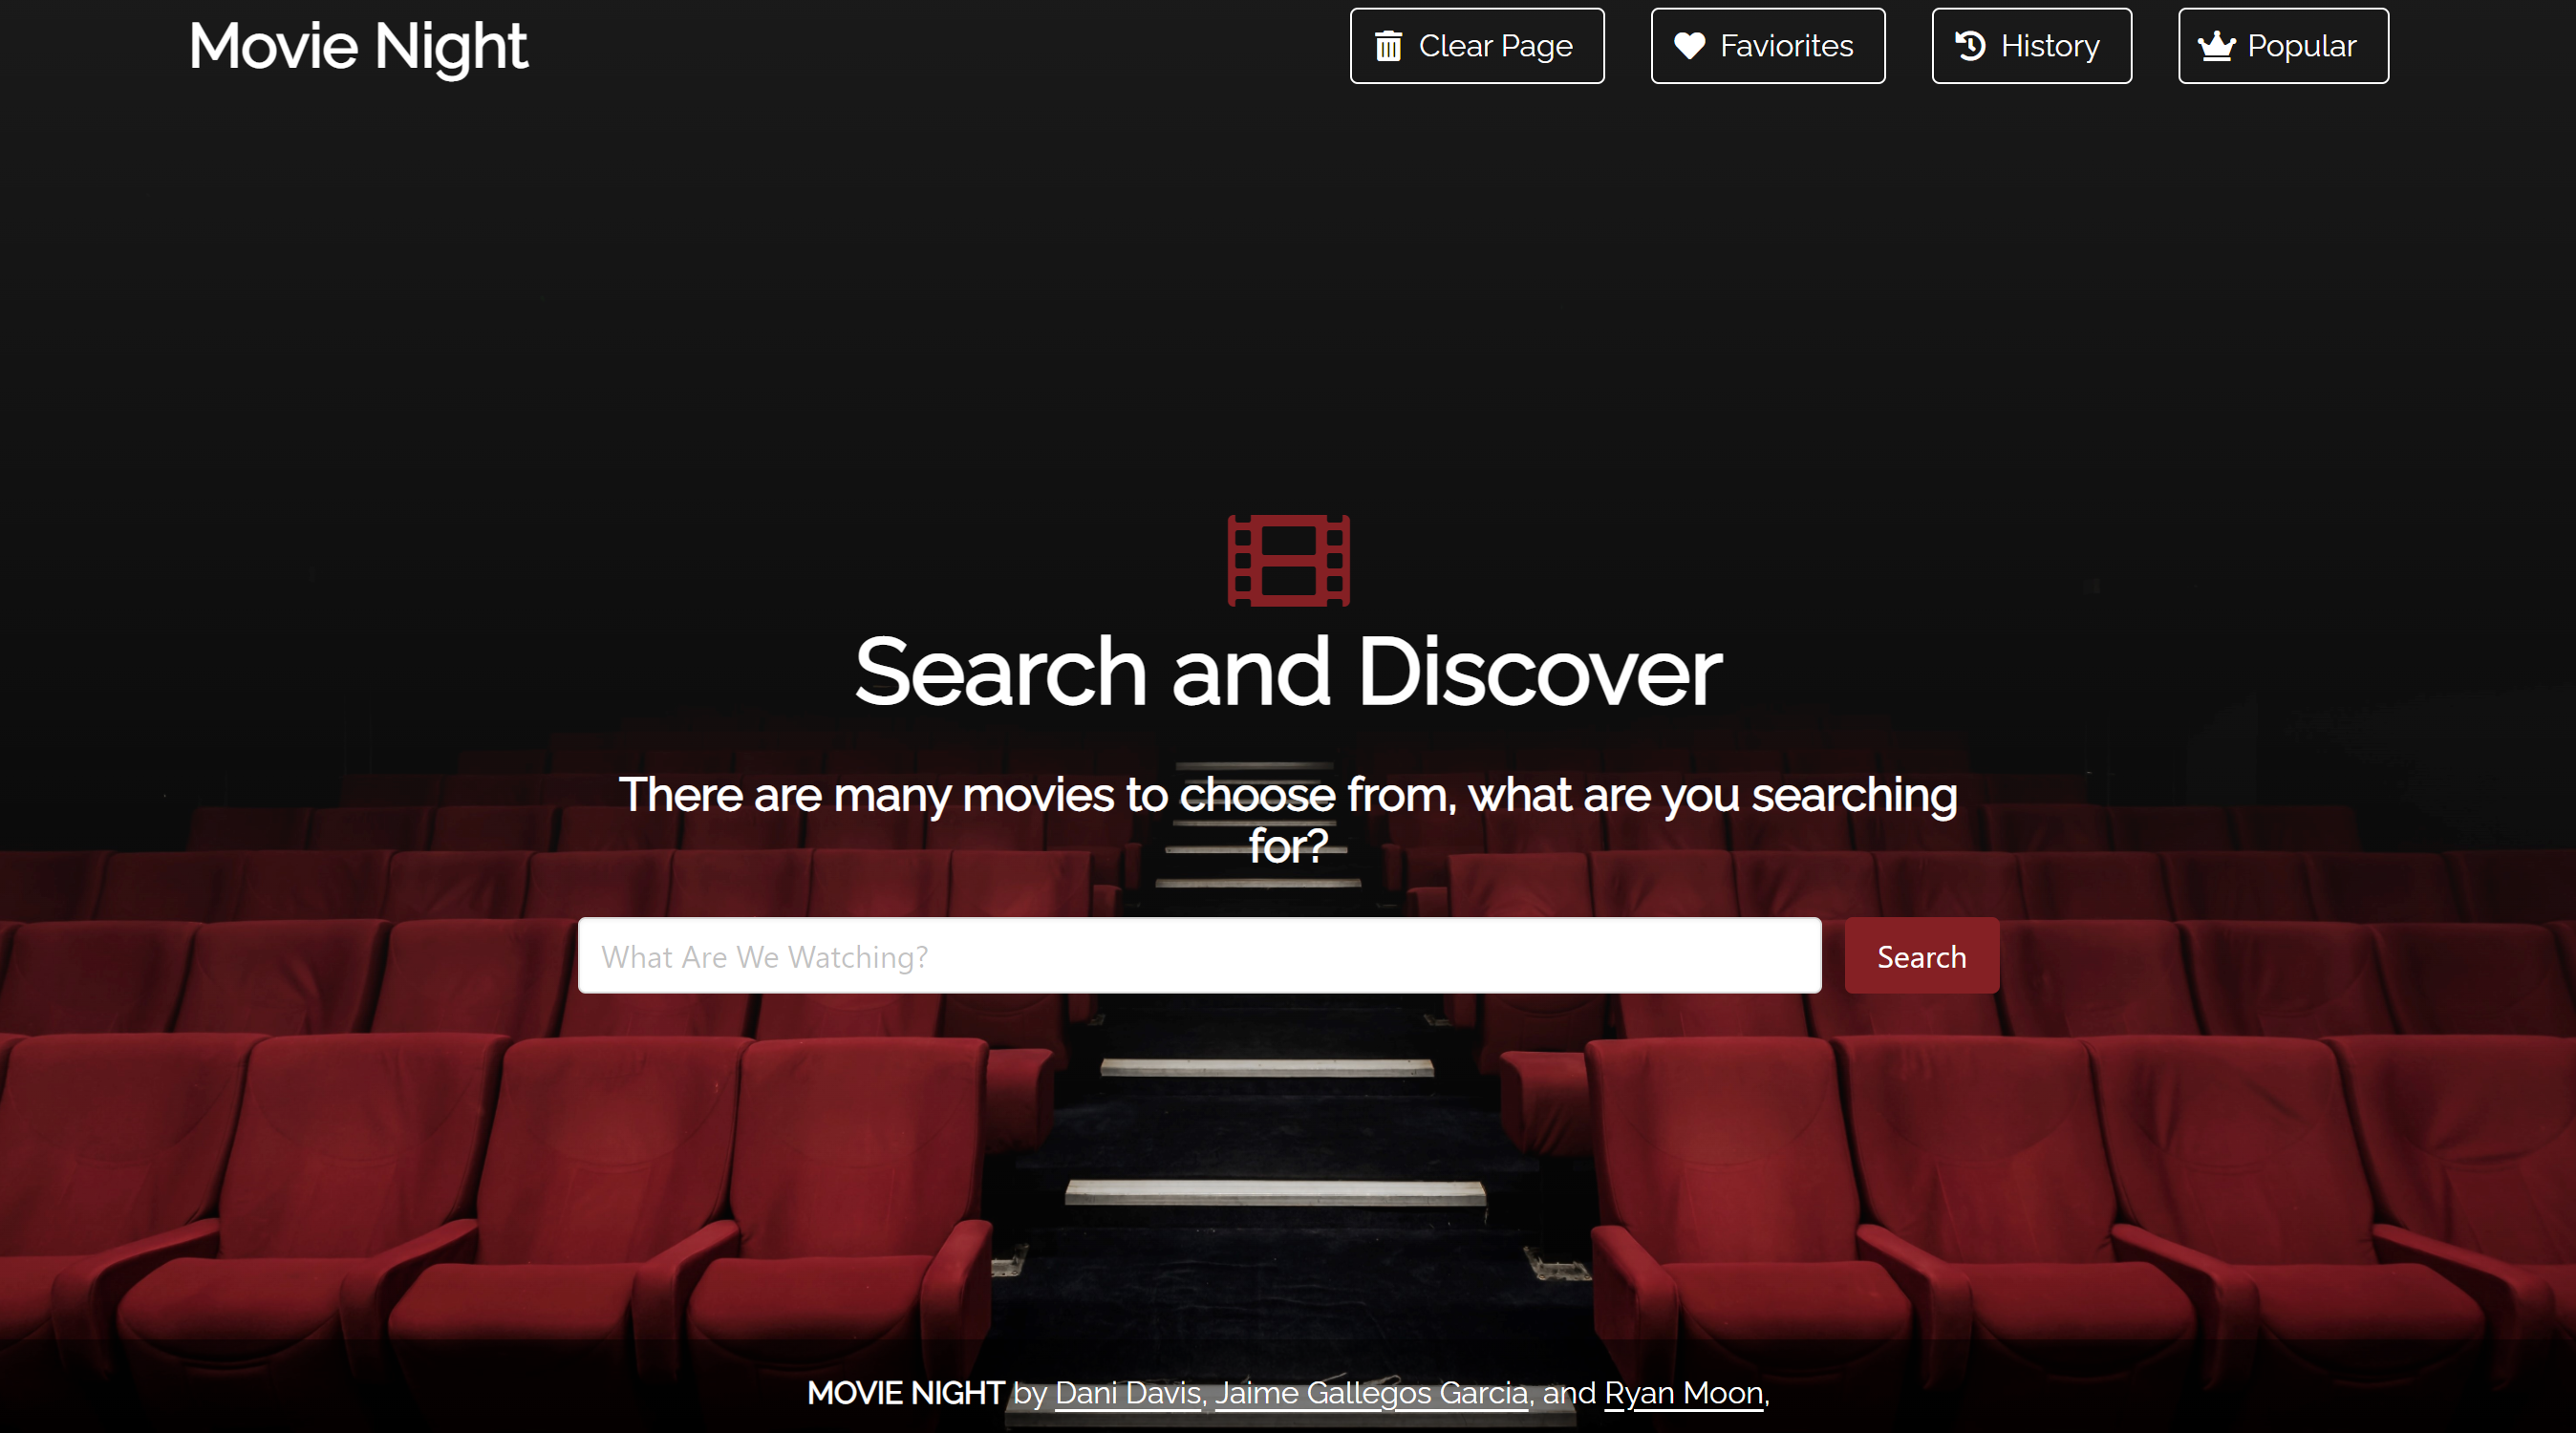 Movie Night
Clear Page
Faviorites
History
Popular
Search and Discover
There are many movies to choose from, what are you searching
for?
What Are We Watching?
Search
MOVIE NIGHT by Dani Davis, Jaime Gallegos Garcia, and Ryan Moon,